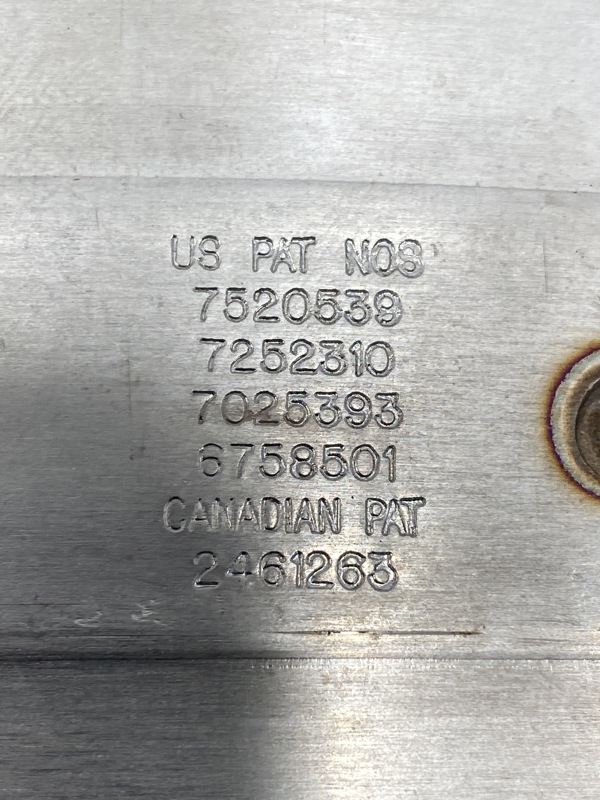 US PAT NOS
7520539
7252310
7025393
6758501
CANADIAN PAT
2461263